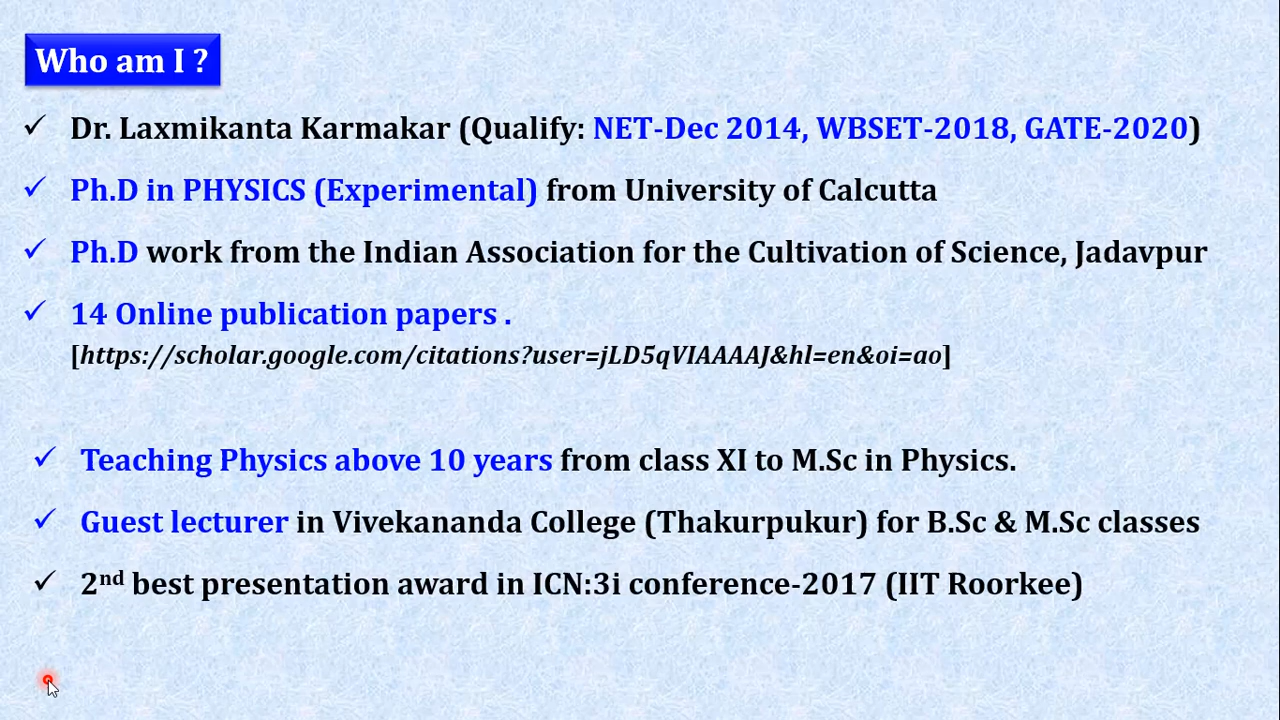 Who am I ?
Dr. Laxmikanta Karmakar (Qualify: NET-Dec 2014, WBSET-2018, GATE-2020)
Ph.D in PHYSICS (Experimental) from University of Calcutta
Ph.D work from the Indian Association for the Cultivation of Science, Jadavpur
14 Online publication papers .
[https://scholar.google.com/citations?user=jLD5qVIAAAAJ&hl=en&oi=ao]
Teaching Physics above 10 years from class XI to M.Sc in Physics.
Guest lecturer in Vivekananda College (Thakurpukur) for B.Sc & M.Sc classes
2nd best presentation award in ICN:3i conference-2017 (IIT Roorkee)